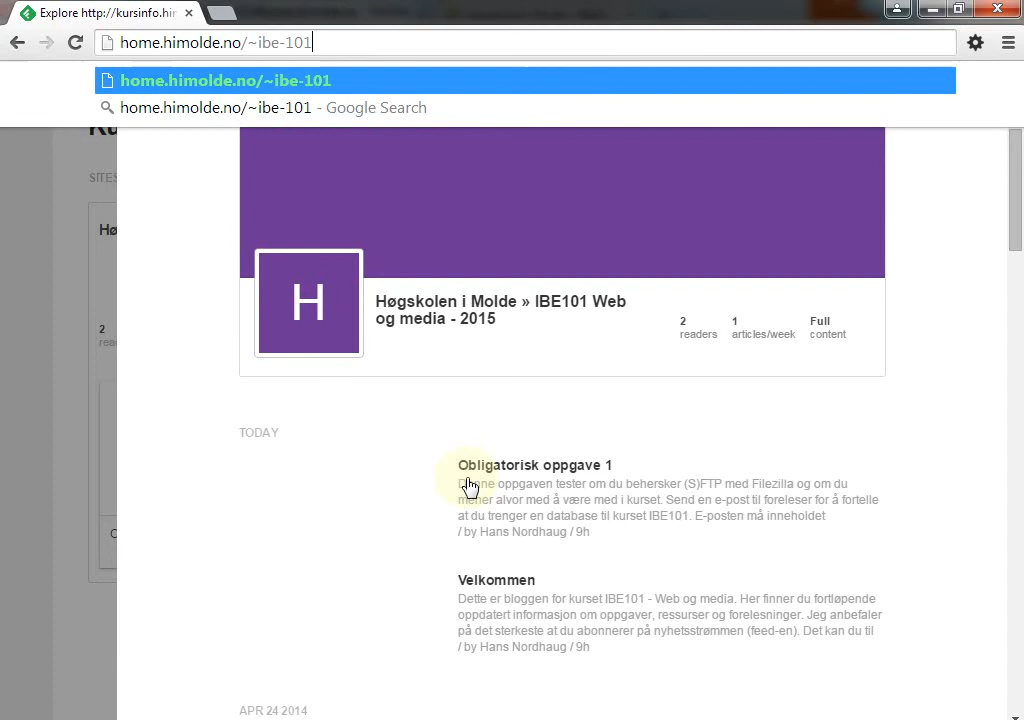 Explore http://kursinfo.hir
home.himolde.no/~ibe-101
home.himolde.no/~ibe-101
home.himolde.no/~ibe-101 - Google Search
SITES
H
Høgskolen i Molde » IBE101 Web
og media - 2015
2
readers
1
articles/week
Full
content
2
TODAY
Obligatorisk oppgave 1
Denne oppgaven tester om du behersker (S)FTP med Filezilla og om du
mener alvor med å være med i kurset. Send en e-post til foreleser for å fortelle
at du trenger en database til kurset IBE101. E-posten må inneholdet
/ by Hans Nordhaug / 9h
Velkommen
Dette er bloggen for kurset IBE101 - Web og media. Her finner du fortløpende
oppdatert informasjon om oppgaver, ressurser og forelesninger. Jeg anbefaler
på det sterkeste at du abonnerer på nyhetsstrømmen (feed-en). Det kan du til
/ by Hans Nordhaug / 9h
APR 24 2014